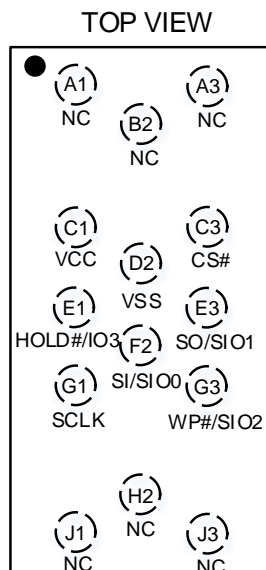 TOP VIEW
A1 A3
NC B2 NC
NC
C1 C3
VCC D2 CS#
VSS
E1 E3
HOLD#/IO3 F2 SO/SIO1
SI/SIO0
G1 G3
SCLK WP#/SIO2
H2
NC
J1 J3
NC NC